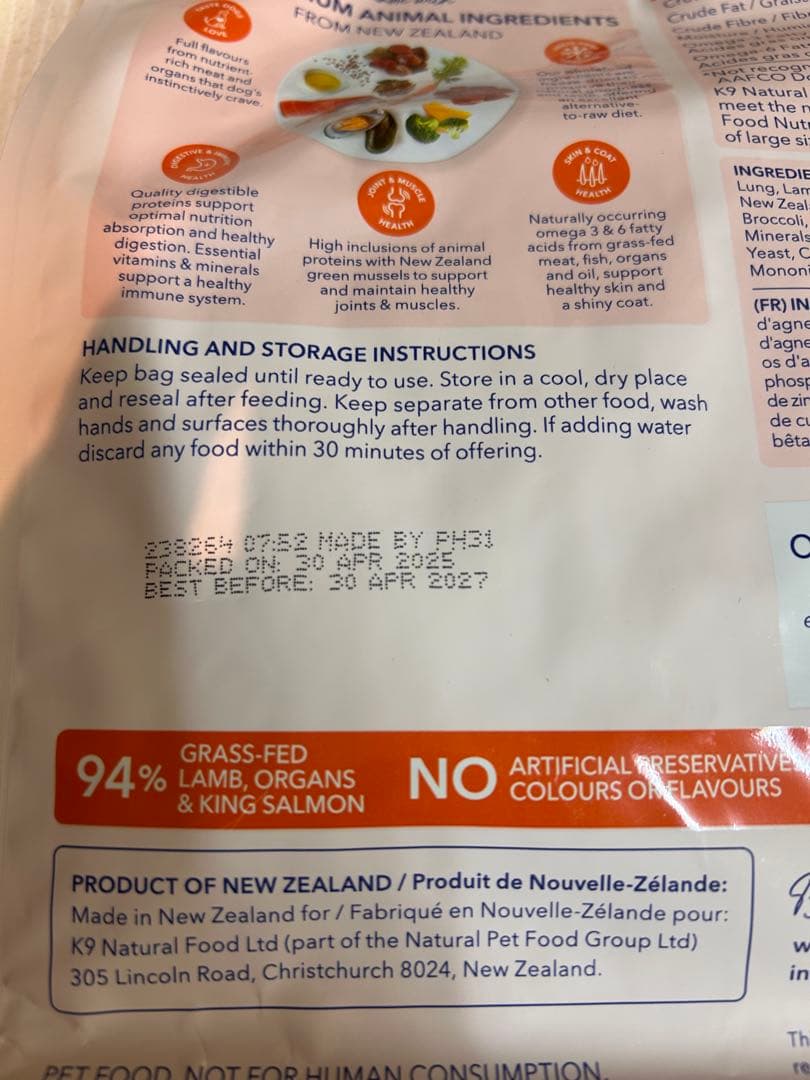 TASTE DOGS
LOVE
Full flavours
from nutrient-
rich meat and
organs that dog's
instinctively crave.
UM ANIMAL INGREDIENTS
FROM NEW ZEALAND
alternative-
to-raw diet.
DIGESTIVE &
HEALTH
Quality digestible
proteins support
optimal nutrition
absorption and healthy
digestion. Essential
vitamins & minerals
support a healthy
immune system.
JOINT & MUSCLE
HEALTH
High inclusions of animal
proteins with New Zealand
green mussels to support
and maintain healthy
joints & muscles.
SKIN & COAT
HEALTH
Naturally occurring
omega 3 & 6 fatty
acids from grass-fed
meat, fish, organs
and oil, support
healthy skin and
a shiny coat.
HANDLING AND STORAGE INSTRUCTIONS
Keep bag sealed until ready to use. Store in a cool, dry place
and reseal after feeding. Keep separate from other food, wash
hands and surfaces thoroughly after handling. If adding water
discard any food within 30 minutes of offering.
238264 07:52 MADE BY PH31
PACKED ON: 30 APR 2025
BEST BEFORE: 30 APR 2027
94% GRASS-FED
LAMB, ORGANS
& KING SALMON
NO ARTIFICIAL PRESERVATIVE
COLOURS OR FLAVOURS
PRODUCT OF NEW ZEALAND / Produit de Nouvelle-Zélande:
Made in New Zealand for / Fabriqué en Nouvelle-Zélande pour:
K9 Natural Food Ltd (part of the Natural Pet Food Group Ltd)
305 Lincoln Road, Christchurch 8024, New Zealand.
PET FOOD. NOT FOR HUMAN CONSUMPTION.
Crude Fat /
Crude Fibre / Fib
K9 Natural
meet the
Food Nut
of large si
INGREDIE
Lung, Lam
New Zeal
Broccoli,
Minerals
Yeast, C
Mononi
(FR) IN
d'agne
d'agne
os d'a
phosp
de zin
de cu
bêta
w
in
Th
re